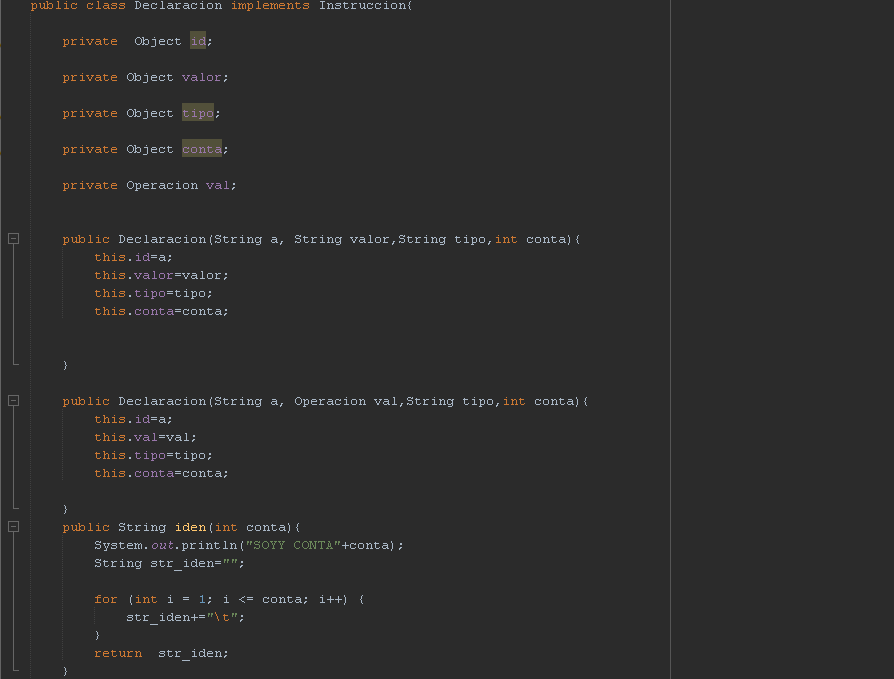 public class Declaracion implements Instruccion{
private  Object id;
private Object valor;
private Object tipo;
private Object conta;
private Operacion val;
public Declaracion(String a, String valor,String tipo,int conta){
this.id=a;
this.valor=valor;
this.tipo=tipo;
this.conta=conta;
}
public Declaracion(String a, Operacion val,String tipo,int conta){
this.id=a;
this.val=val;
this.tipo=tipo;
this.conta=conta;
}
public String iden(int conta){
System.out.println("SOYY CONTA"+conta);
String str_iden="";
for (int i = 1; i <= conta; i++) {
str_iden+="\t";
}
return  str_iden;
}